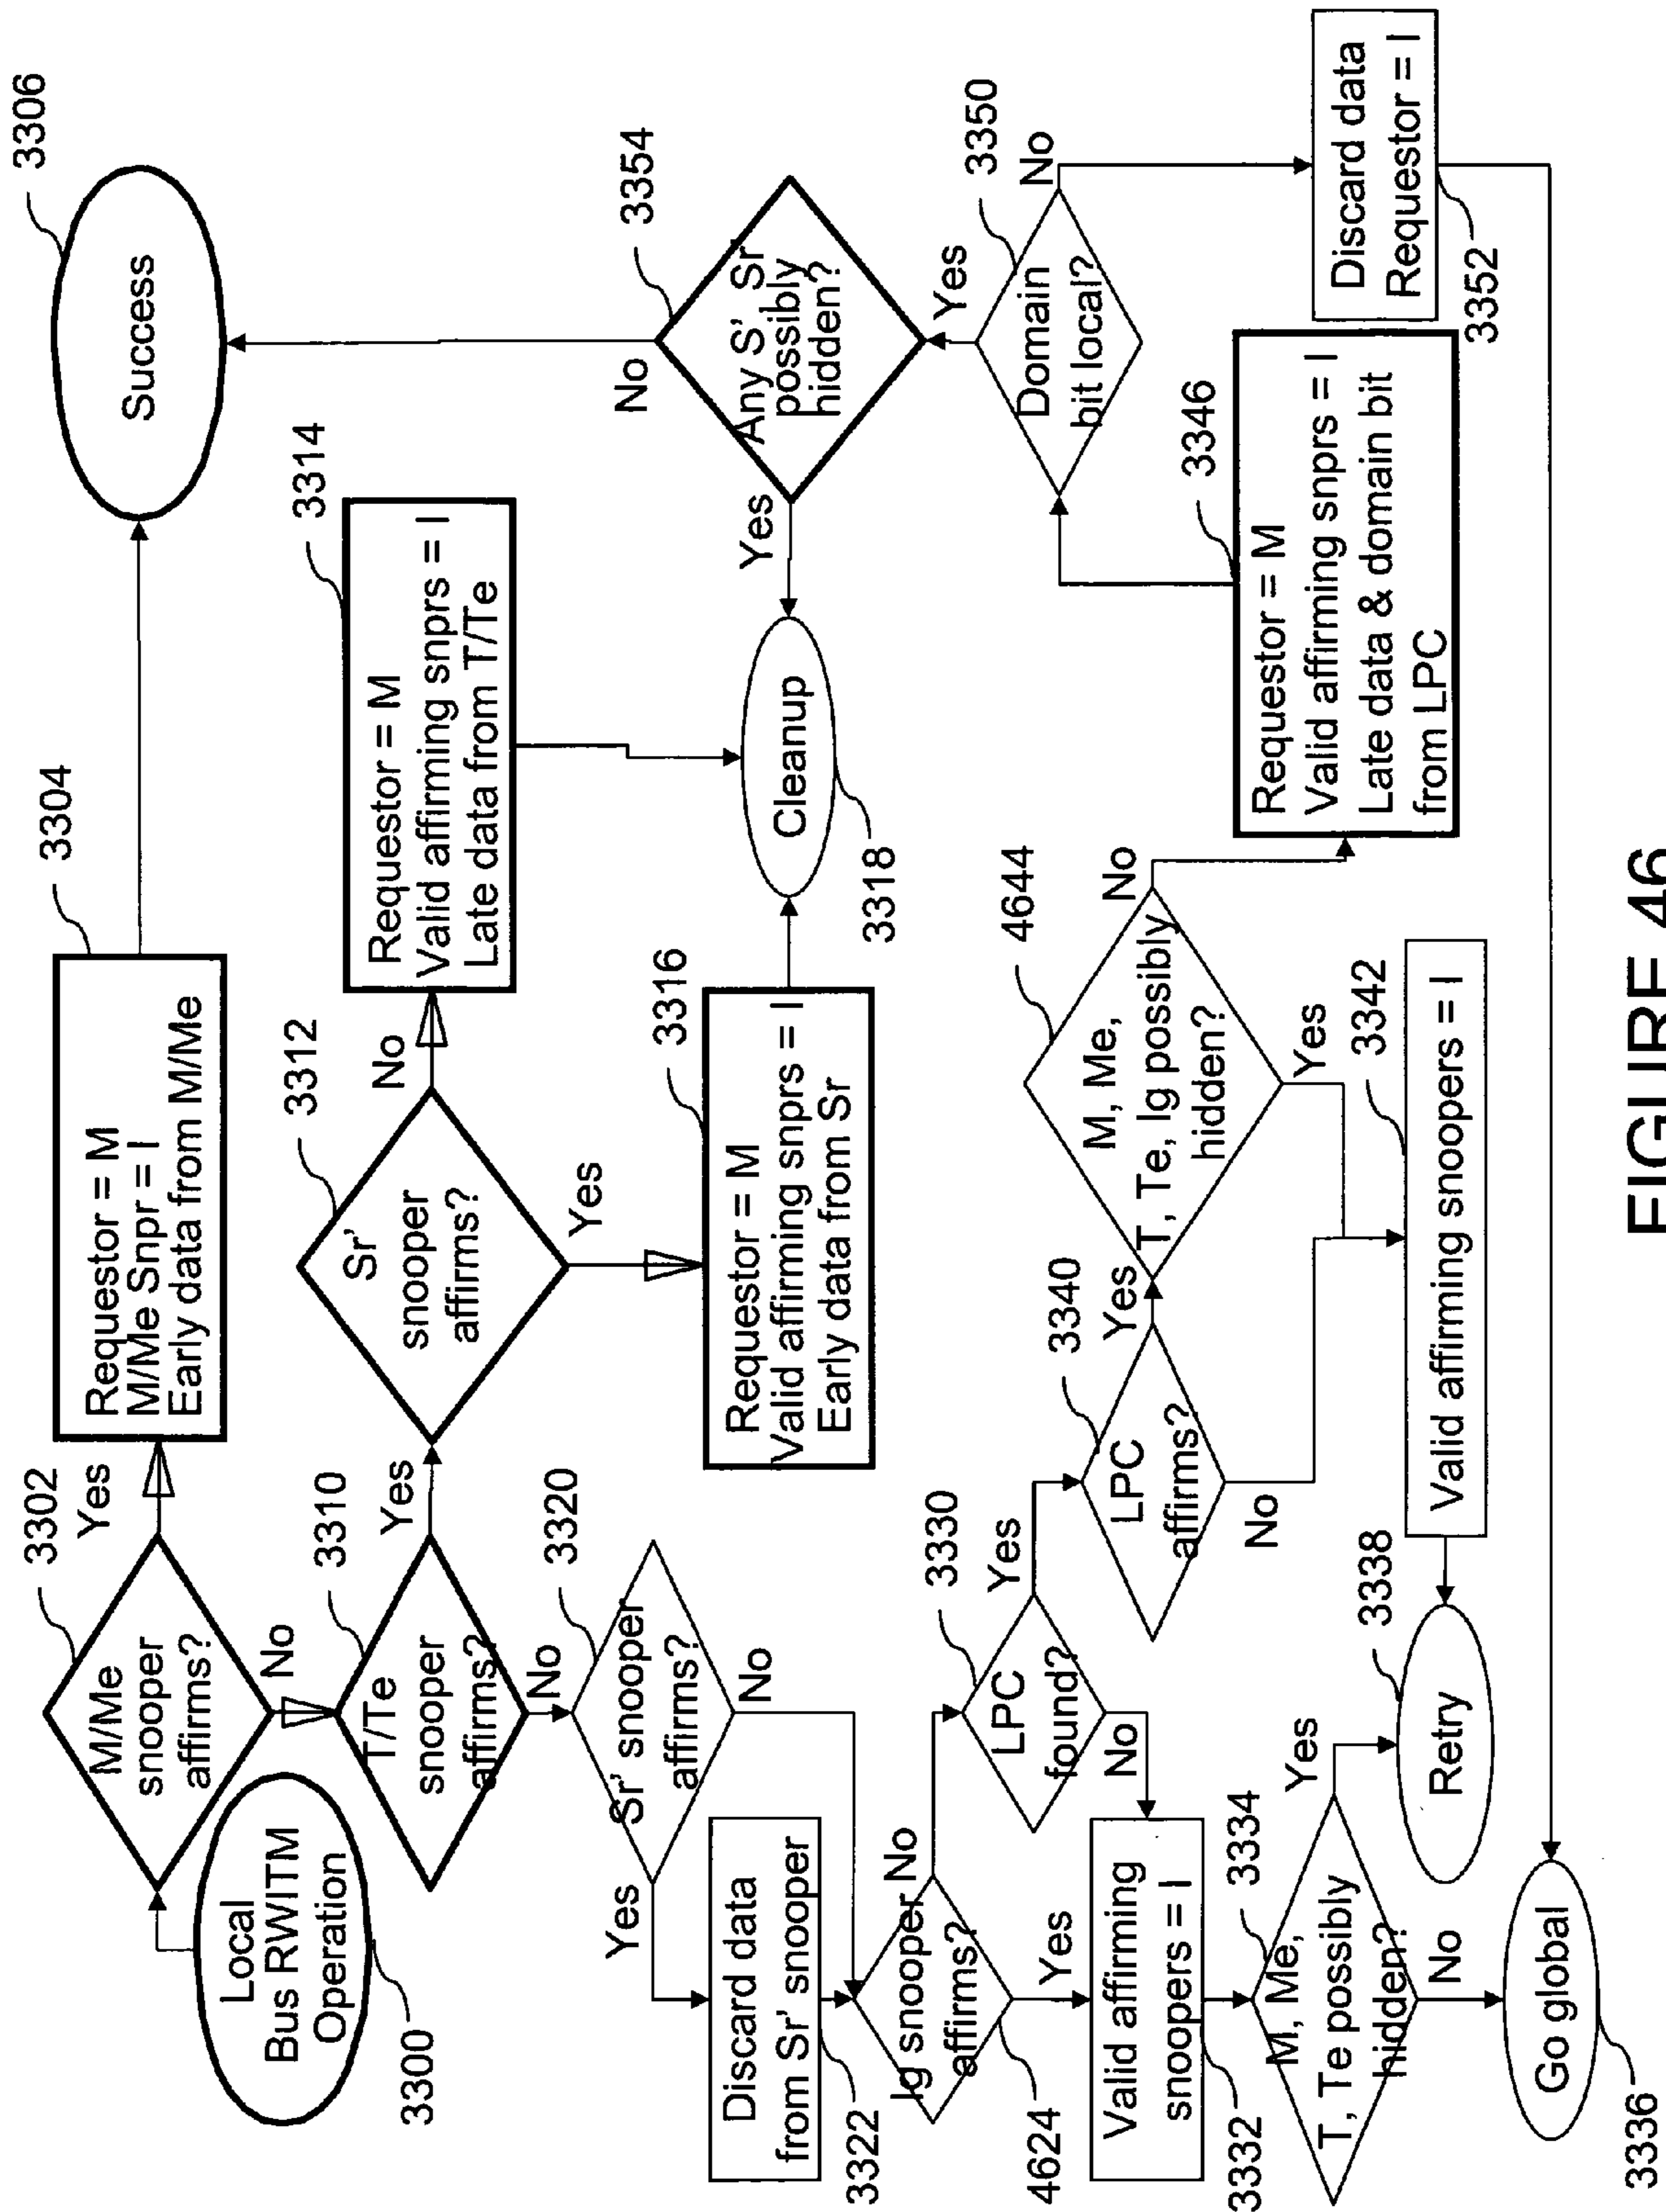 3300
Local
Bus RWITM
Operation
3302
M/Me
snooper
affirms?
Yes
No
3304
Requestor = M
M/Me Snpr = I
Early data from M/Me
3306
Success
3310
T/Te
snooper
affirms?
Yes
No
3312
Sr'
snooper
affirms?
No
Yes
3314
Requestor = M
Valid affirming snprs = I
Late data from T/Te
3316
Requestor = M
Valid affirming snprs = I
Early data from Sr
Cleanup
3318
3354
Any S' Sr
possibly
hidden?
No
Yes
3320
Sr' snooper
affirms?
Yes
No
Discard data
from Sr' snooper
3322
Ig snooper
affirms?
4624
No
Yes
3330
LPC
found?
Yes
No
Valid affirming
snoopers = I
3332
3334
M, Me,
T, Te possibly
hidden?
Yes
No
3338
Retry
Go global
3336
3340
LPC
affirms?
Yes
No
4644
M, Me,
T, Te, Ig possibly
hidden?
No
Yes
3342
Valid affirming snoopers = I
3346
Requestor = M
Valid affirming snprs = I
Late data & domain bit
from LPC
3350
Domain
bit local?
Yes
No
Discard data
Requestor = I
3352
FIGURE 46